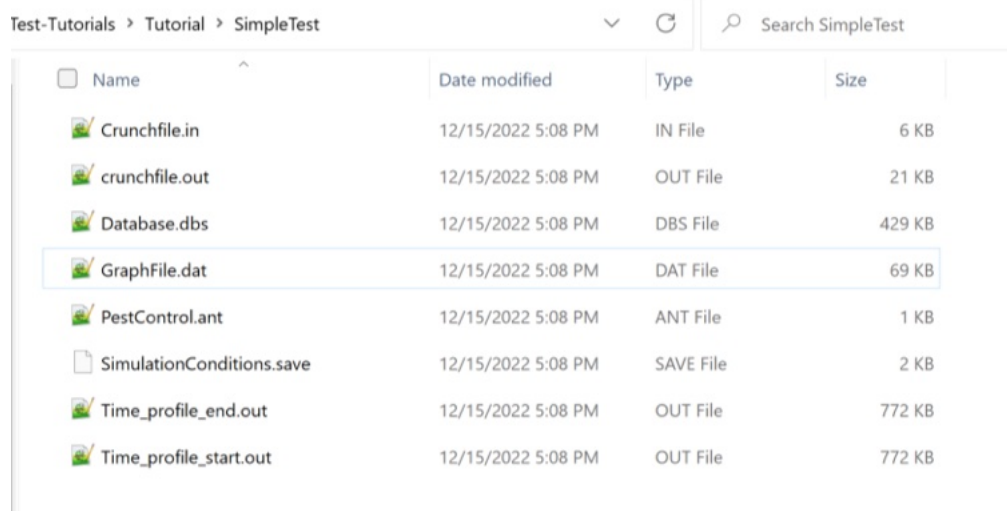 Test-Tutorials > Tutorial > SimpleTest Search SimpleTest
Name Date modified Type Size
Crunchfile.in 12/15/2022 5:08 PM IN File 6 KB
crunchfile.out 12/15/2022 5:08 PM OUT File 21 KB
Database.dbs 12/15/2022 5:08 PM DBS File 429 KB
GraphFile.dat 12/15/2022 5:08 PM DAT File 69 KB
PestControl.ant 12/15/2022 5:08 PM ANT File 1 KB
SimulationConditions.save 12/15/2022 5:08 PM SAVE File 2 KB
Time_profile_end.out 12/15/2022 5:08 PM OUT File 772 KB
Time_profile_start.out 12/15/2022 5:08 PM OUT File 772 KB